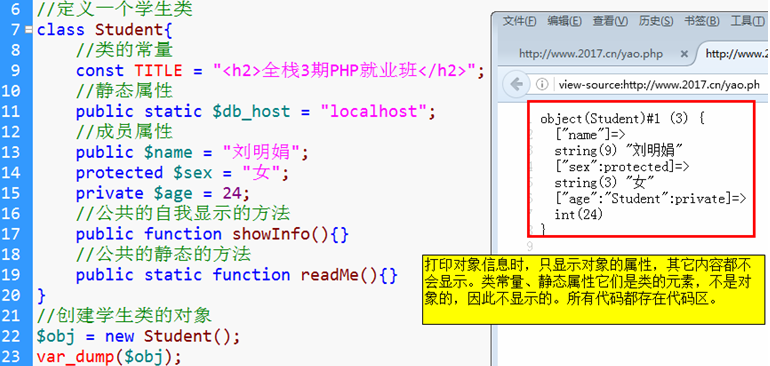 6 //定义一个学生类
7 class Student{
8 //类的常量
9 const TITLE = "<h2>全栈3期PHP就业班</h2>";
10 //静态属性
11 public static $db_host = "localhost";
12 //成员属性
13 public $name = "刘明娟";
14 protected $sex = "女";
15 private $age = 24;
16 //公共的自我显示的方法
17 public function showInfo(){}
18 //公共的静态的方法
19 public static function readMe(){}
20 }
21 //创建学生类的对象
22 $obj = new Student();
23 var_dump($obj);
文件(F) 编辑(E) 查看(V) 历史(S) 书签(B) 工具(T)
http://www.2017.cn/yao.php × http://www.2
view-source:http://www.2017.cn/yao.ph
object(Student)#1 (3) {
["name"]=>
string(9) "刘明娟"
["sex":protected]=>
string(3) "女"
["age":"Student":private]=>
int(24)
}
9
打印对象信息时，只显示对象的属性，其它内容都不
会显示。类常量、静态属性它们是类的元素，不是对
象的，因此不显示的。所有代码都存在代码区。